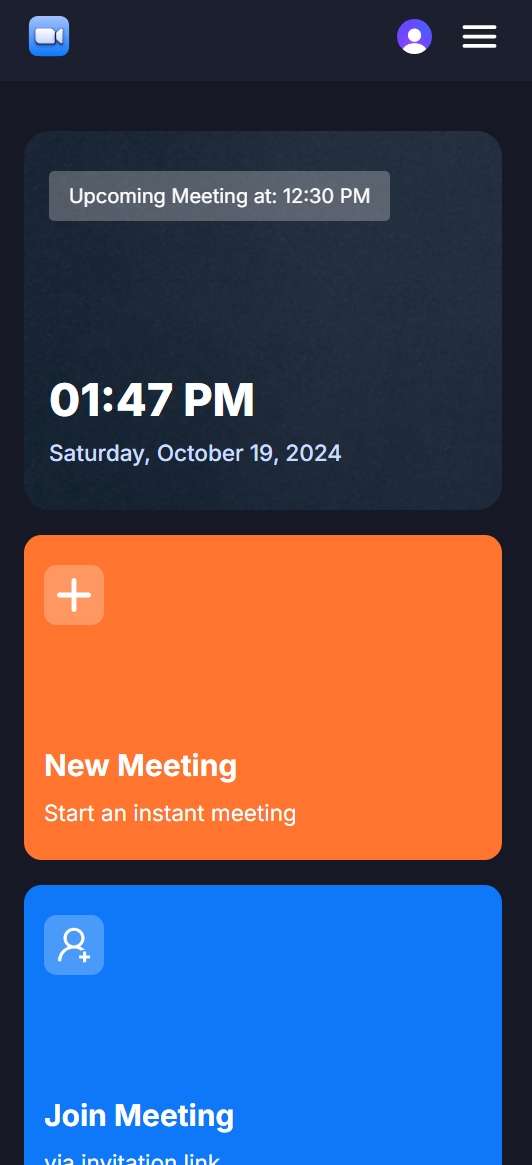 Upcoming Meeting at: 12:30 PM
01:47 PM
Saturday, October 19, 2024
New Meeting
Start an instant meeting
Join Meeting
via invitation link